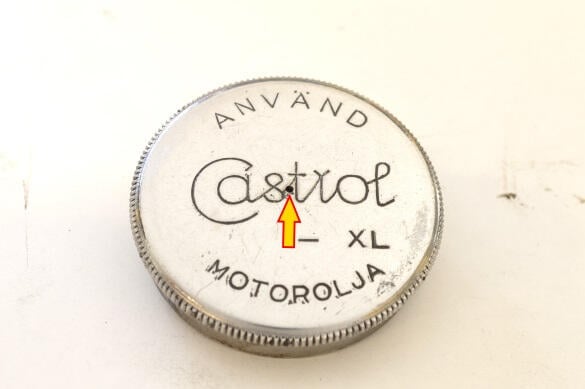 ANVÄND
Castrol
– XL
MOTOROLJA